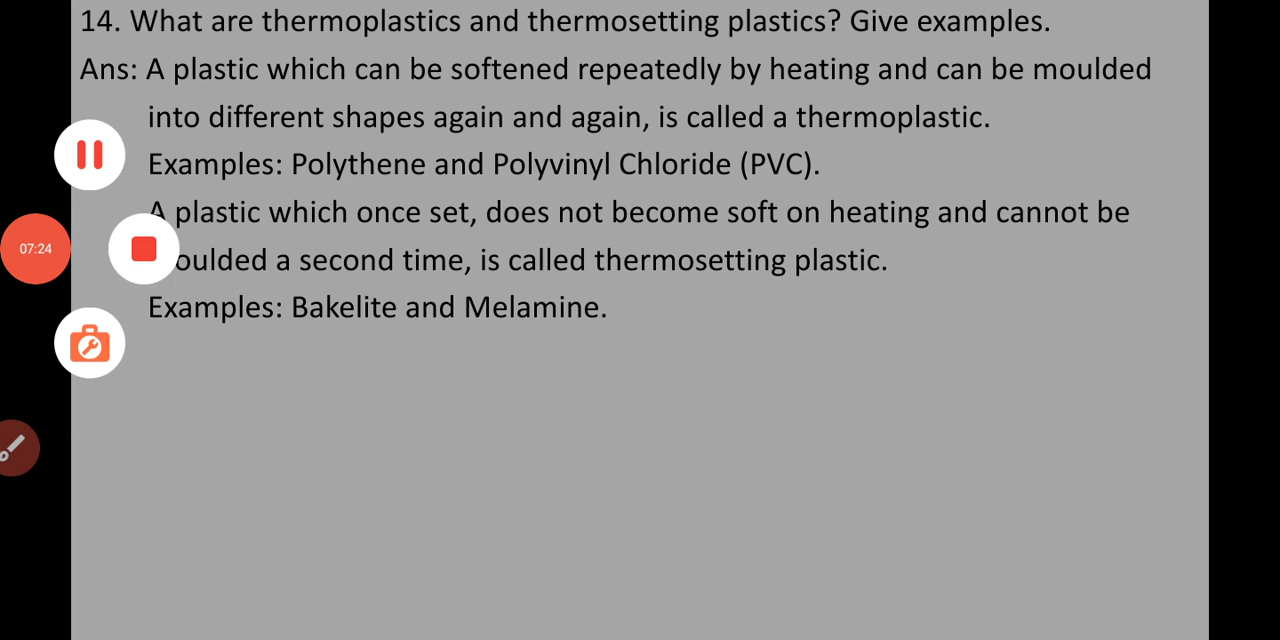 14. What are thermoplastics and thermosetting plastics? Give examples.
Ans: A plastic which can be softened repeatedly by heating and can be moulded
into different shapes again and again, is called a thermoplastic.
Examples: Polythene and Polyvinyl Chloride (PVC).
A plastic which once set, does not become soft on heating and cannot be
07:24
oulded a second time, is called thermosetting plastic.
Examples: Bakelite and Melamine.